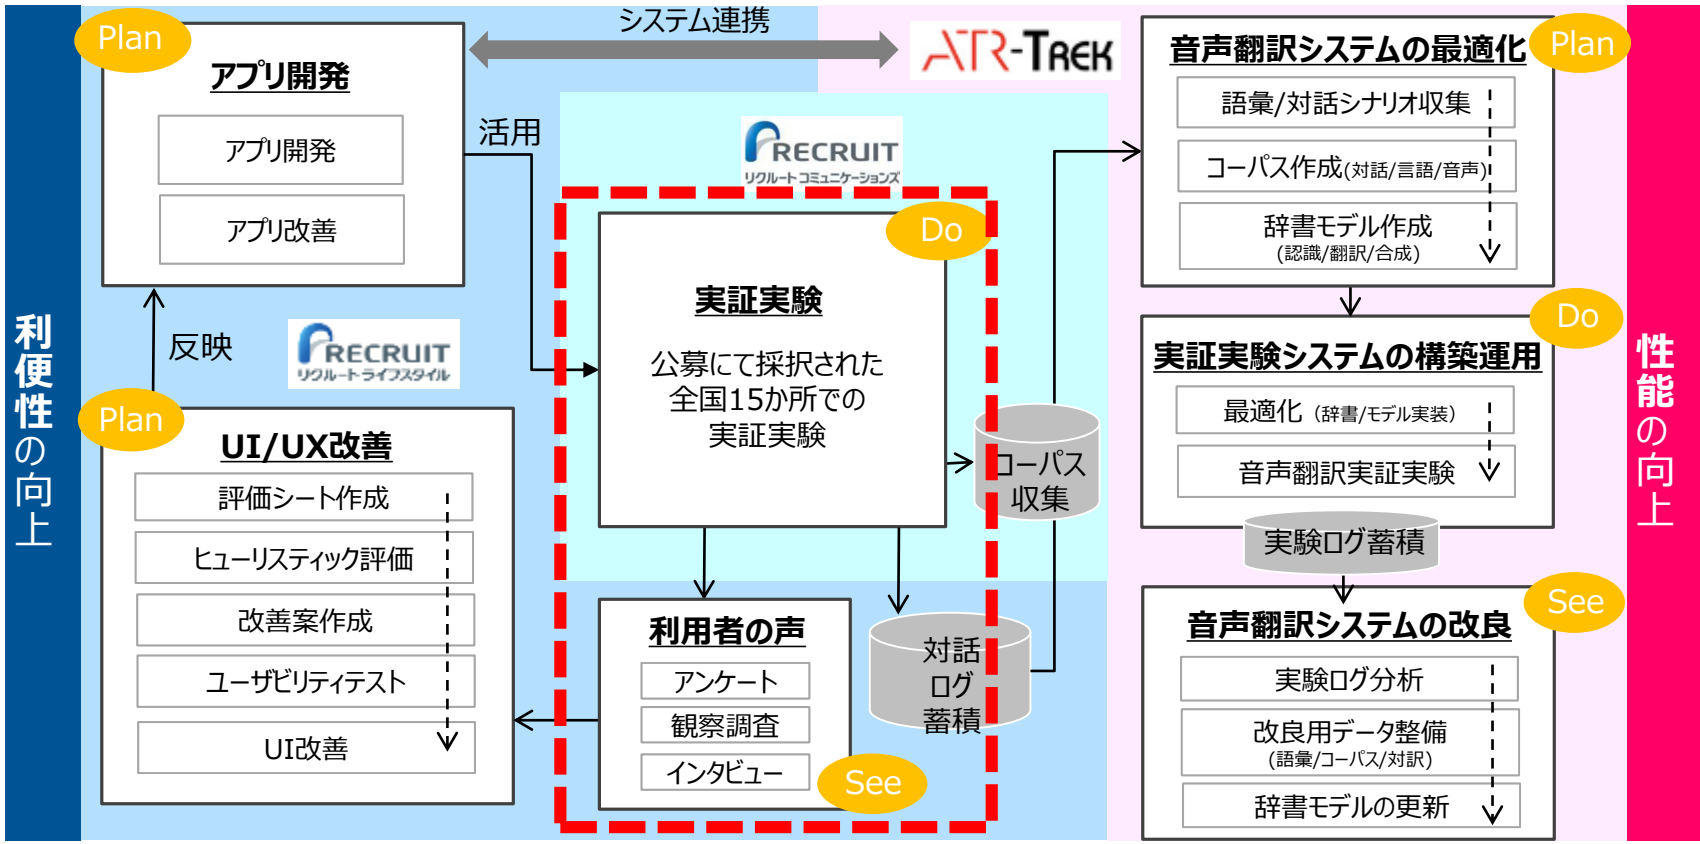 利便性の向上
Plan
アプリ開発
アプリ開発
アプリ改善
システム連携
ATR-TREK
活用
反映
RECRUIT
リクルートライフスタイル
Plan
UI/UX改善
評価シート作成
ヒューリスティック評価
改善案作成
ユーザビリティテスト
UI改善
RECRUIT
リクルートコミュニケーションズ
Do
実証実験
公募にて採択された
全国15か所での
実証実験
コーパス
収集
利用者の声
アンケート
観察調査
インタビュー
See
対話
ログ
蓄積
Plan
音声翻訳システムの最適化
語彙/対話シナリオ収集
コーパス作成(対話/言語/音声)
辞書モデル作成
(認識/翻訳/合成)
Do
実証実験システムの構築運用
最適化（辞書/モデル実装）
音声翻訳実証実験
実験ログ蓄積
See
音声翻訳システムの改良
実験ログ分析
改良用データ整備
(語彙/コーパス/対訳)
辞書モデルの更新
性能の向上